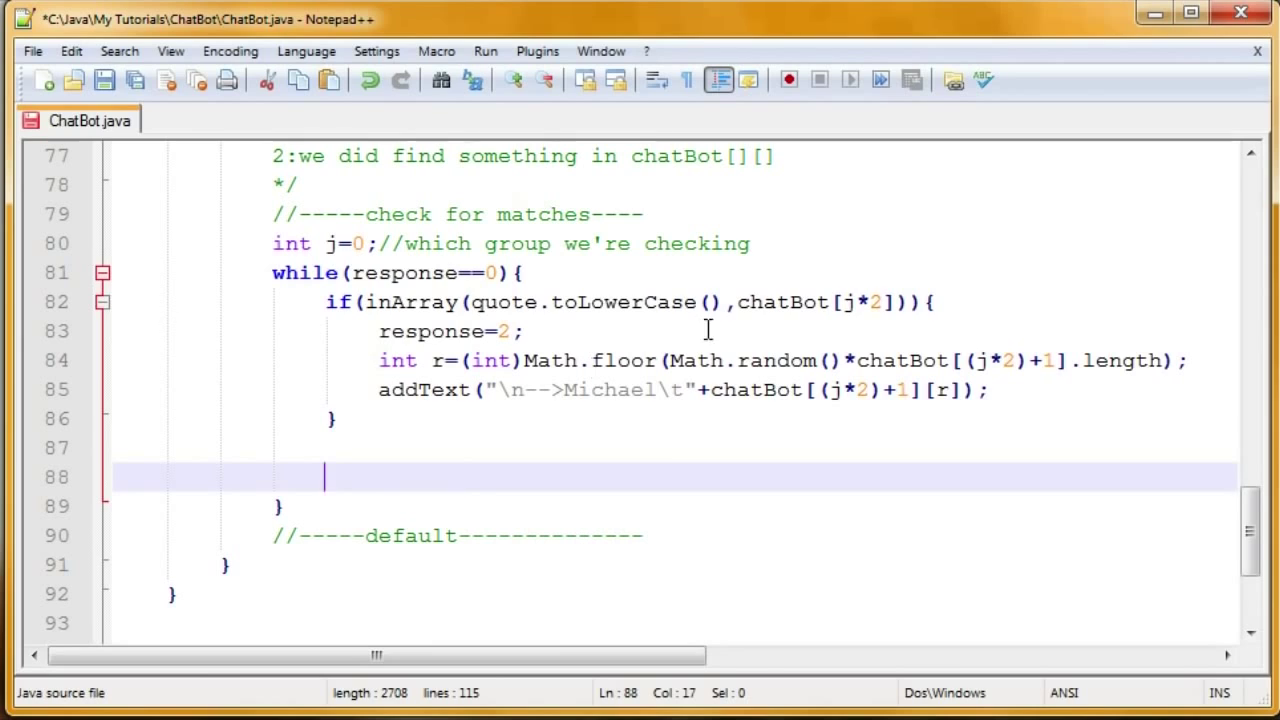 *C:\Java\My Tutorials\ChatBot\ChatBot.java - Notepad++
File Edit Search View Encoding Language Settings Macro Run Plugins Window ? X
ABC
ChatBot.java
77 2:we did find something in chatBot[][]
78 */
79 //-----check for matches----
80 int j=0;//which group we're checking
81 while(response==0){
82 if(inArray(quote.toLowerCase(),chatBot[j*2])){
83 response=2;
84 int r=(int)Math.floor(Math.random()*chatBot[(j*2)+1].length);
85 addText("\n-->Michael\t"+chatBot[(j*2)+1][r]);
86 }
87
88
89 }
90 //-----default--------------
91 }
92 }
93
Java source file length : 2708 lines : 115 Ln : 88 Col : 17 Sel : 0 Dos\Windows ANSI INS